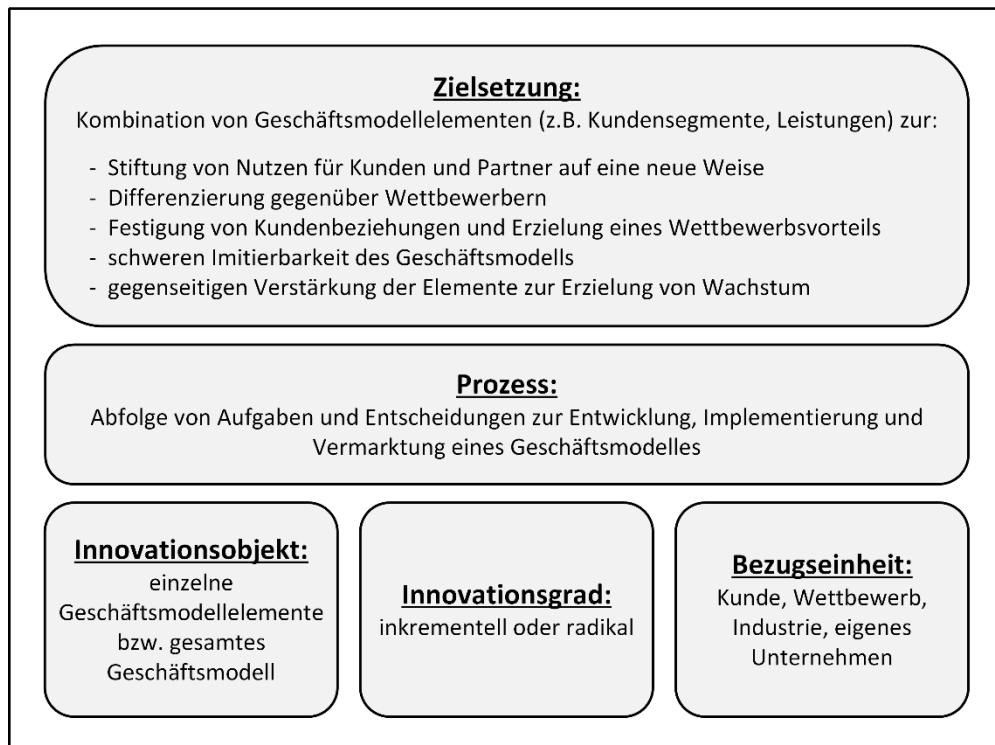 Zielsetzung:
Kombination von Geschäftsmodellelementen (z.B. Kundensegmente, Leistungen) zur:
- Stiftung von Nutzen für Kunden und Partner auf eine neue Weise
- Differenzierung gegenüber Wettbewerbern
- Festigung von Kundenbeziehungen und Erzielung eines Wettbewerbsvorteils
- schweren Imitierbarkeit des Geschäftsmodells
- gegenseitigen Verstärkung der Elemente zur Erzielung von Wachstum
Prozess:
Abfolge von Aufgaben und Entscheidungen zur Entwicklung, Implementierung und
Vermarktung eines Geschäftsmodelles
Innovationsobjekt:
einzelne
Geschäftsmodellelemente
bzw. gesamtes
Geschäftsmodell
Innovationsgrad:
inkrementell oder radikal
Bezugseinheit:
Kunde, Wettbewerb,
Industrie, eigenes
Unternehmen